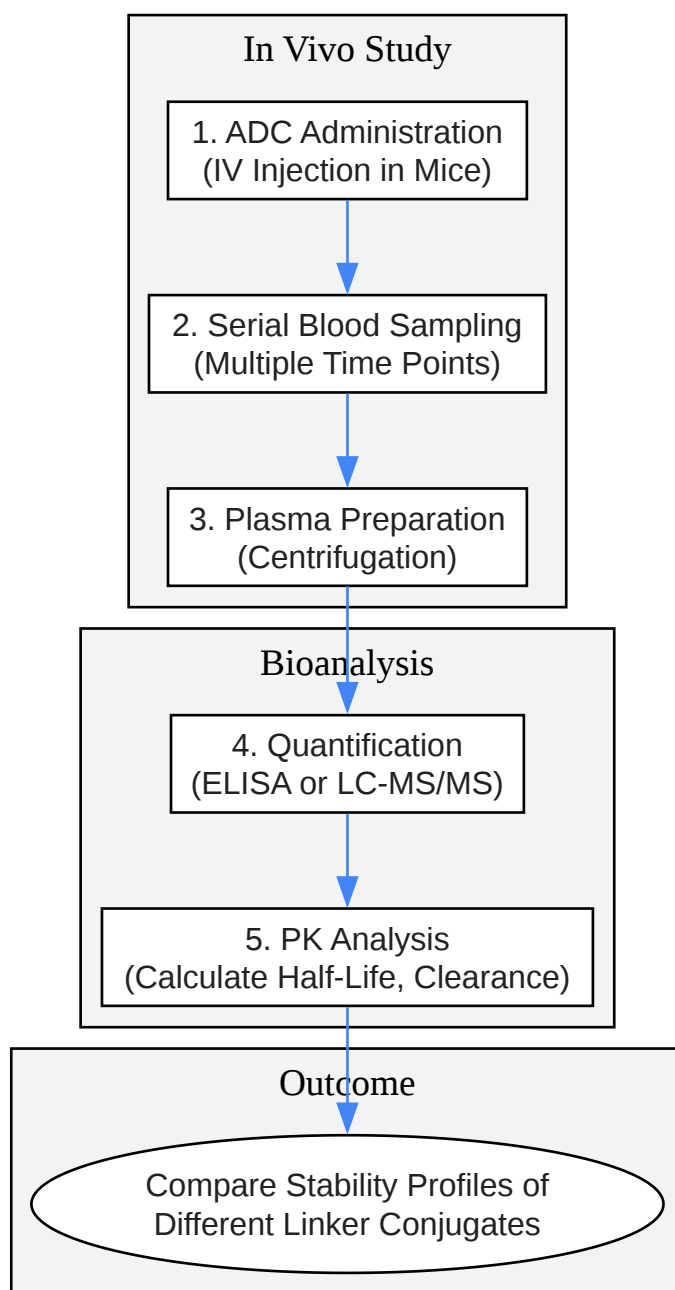 In Vivo Study
1. ADC Administration
(IV Injection in Mice)
2. Serial Blood Sampling
(Multiple Time Points)
3. Plasma Preparation
(Centrifugation)
Bioanalysis
4. Quantification
(ELISA or LC-MS/MS)
5. PK Analysis
(Calculate Half-Life, Clearance)
Outcome
Compare Stability Profiles of
Different Linker Conjugates